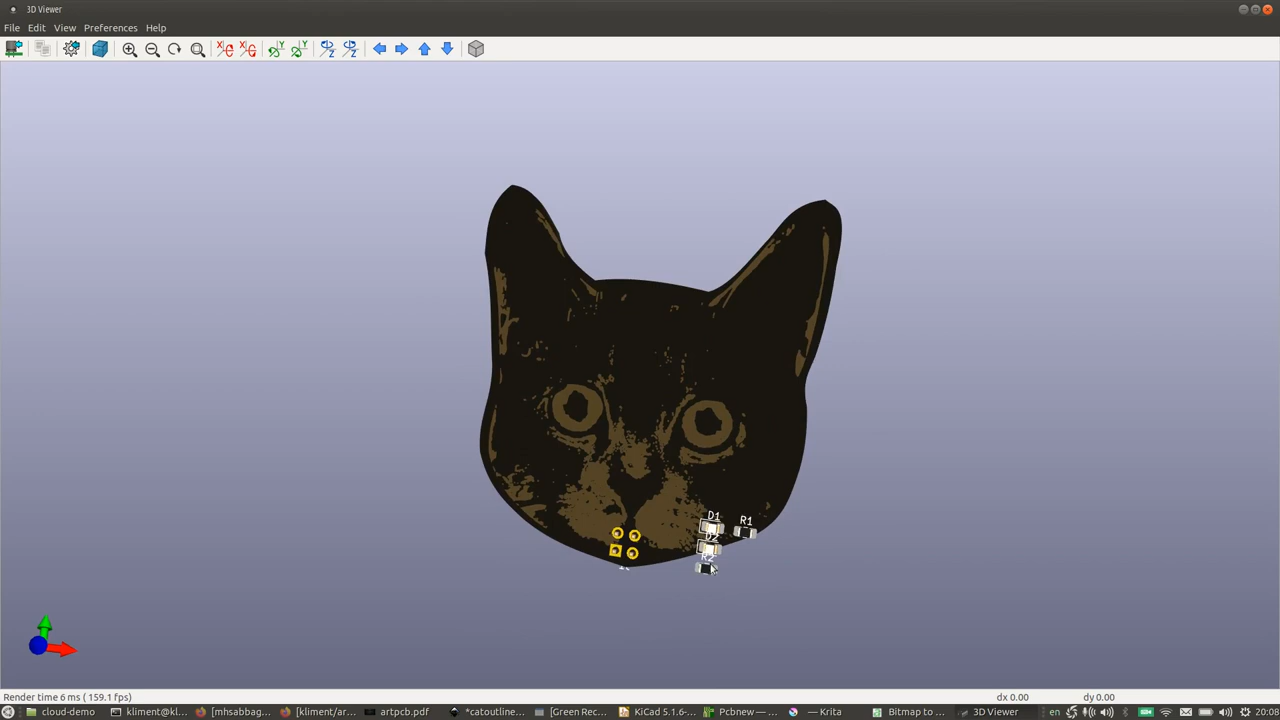 3D Viewer
File Edit View Preferences Help
D1
R1
D2
R2
Render time 6 ms ( 159.1 fps)
dx 0.00
dy 0.00
cloud-demo
kliment@kl...
[mhsabbag...
[kliment/ar...
artpcb.pdf
*catoutline...
[Green Rec...
KiCad 5.1.6-...
Pcbnew —...
— Krita
Bitmap to ...
3D Viewer
en
20:08